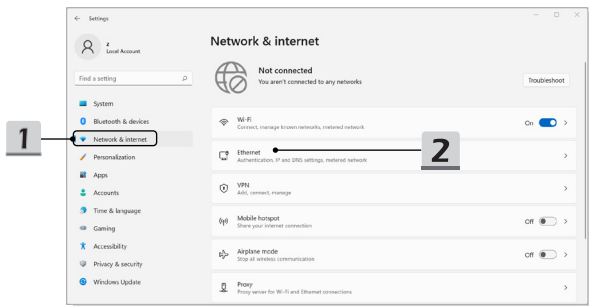 Settings
z
Local Account
Find a setting
System
Bluetooth & devices
Network & internet
Personalization
Apps
Accounts
Time & language
Gaming
Accessibility
Privacy & security
Windows Update
1
Network & internet
Not connected
You aren't connected to any networks
Troubleshoot
Wi-Fi
Connect, manage known networks, metered network
On
Ethernet
Authentication, IP and DNS settings, metered network
2
VPN
Add, connect, manage
Mobile hotspot
Share your internet connection
Off
Airplane mode
Stop all wireless communication
Off
Proxy
Proxy server for Wi-Fi and Ethernet connections